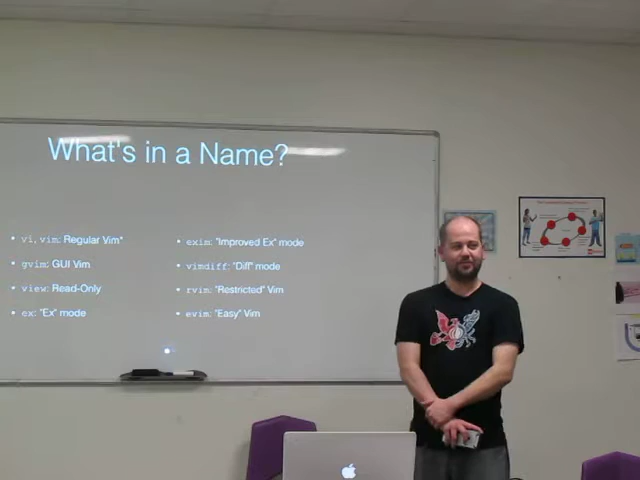 What's in a Name?
• vi, vim: Regular Vim*
• gvim: GUI Vim
• view: Read-Only
• ex: "Ex" mode
• exim: "Improved Ex" mode
• vimdiff: "Diff" mode
• rvim: "Restricted" Vim
• evim: "Easy" Vim